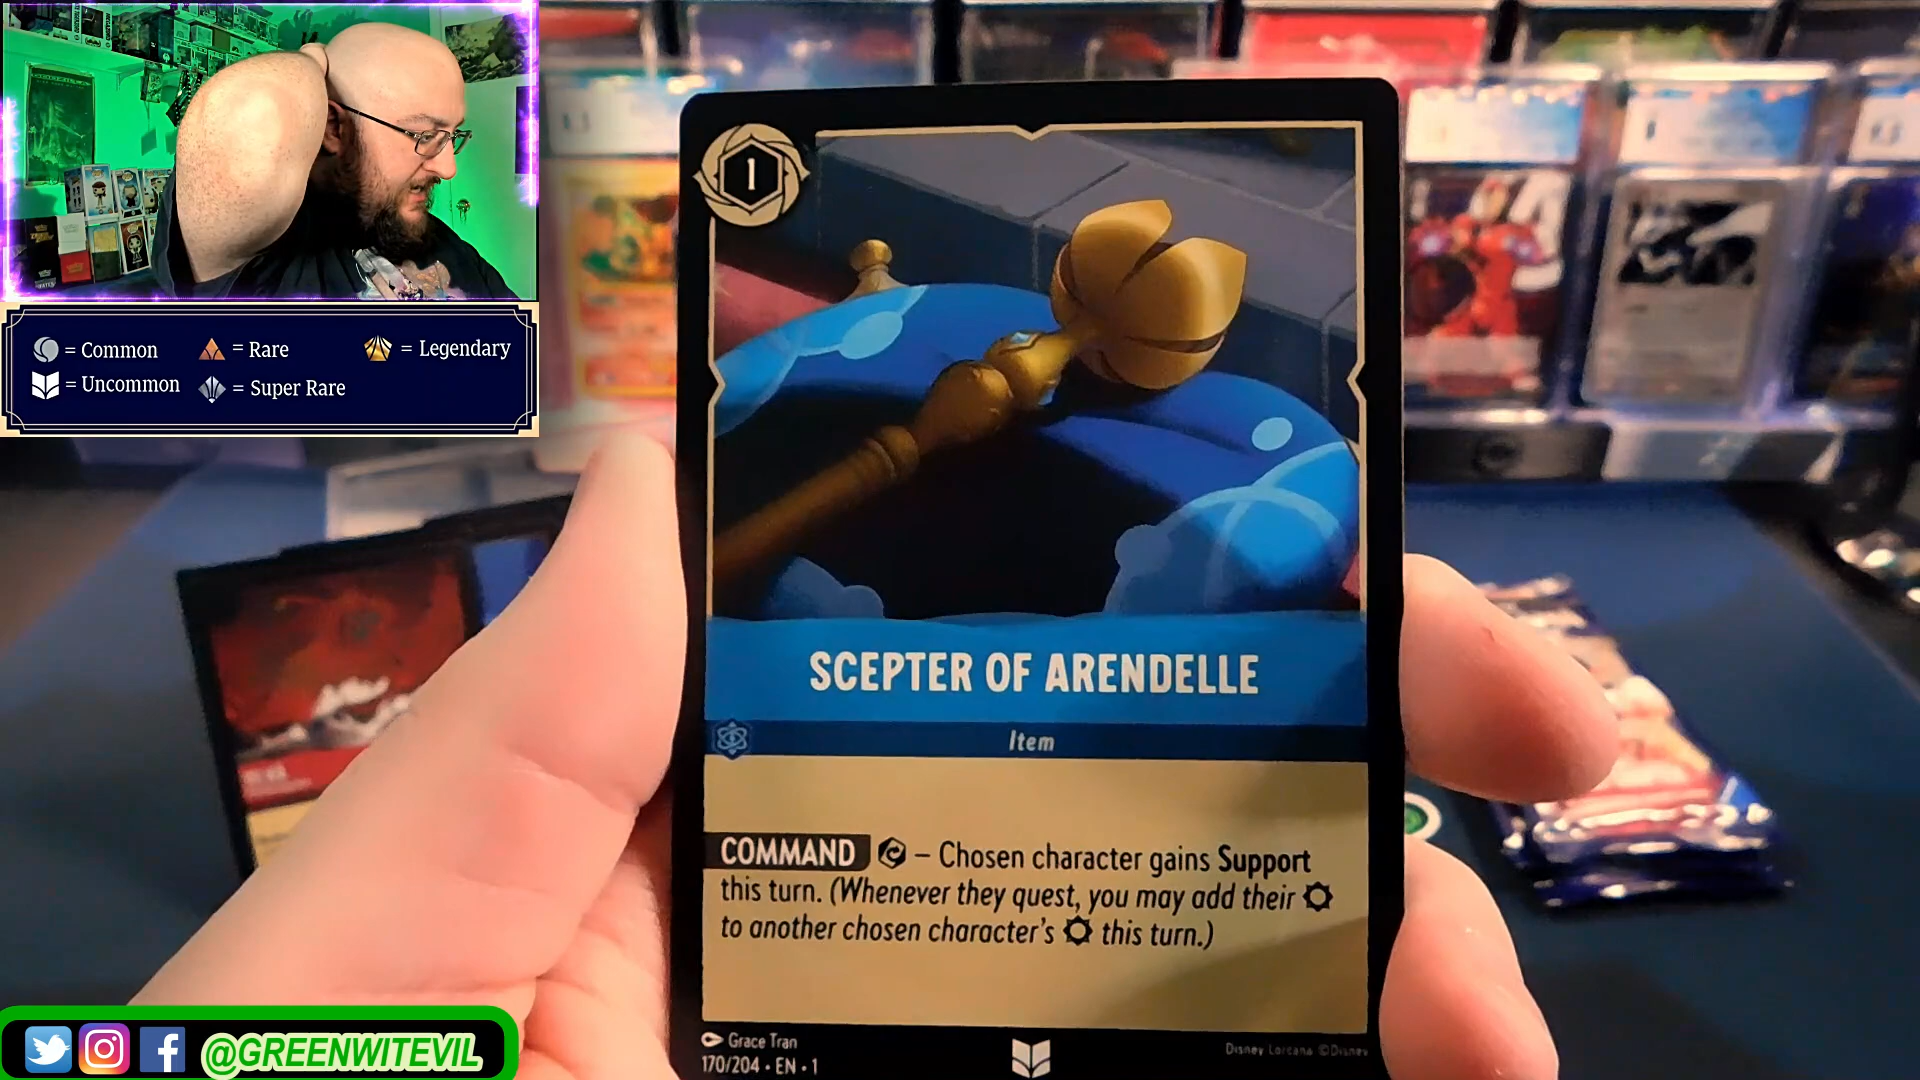 = Common
= Rare
= Legendary
= Uncommon
= Super Rare
1
SCEPTER OF ARENDELLE
Item
COMMAND – Chosen character gains Support
this turn. (Whenever they quest, you may add their
to another chosen character's this turn.)
Grace Tran
170/204 • EN • 1
Disney Lorcana ©Disney
@GREENWITEVIL